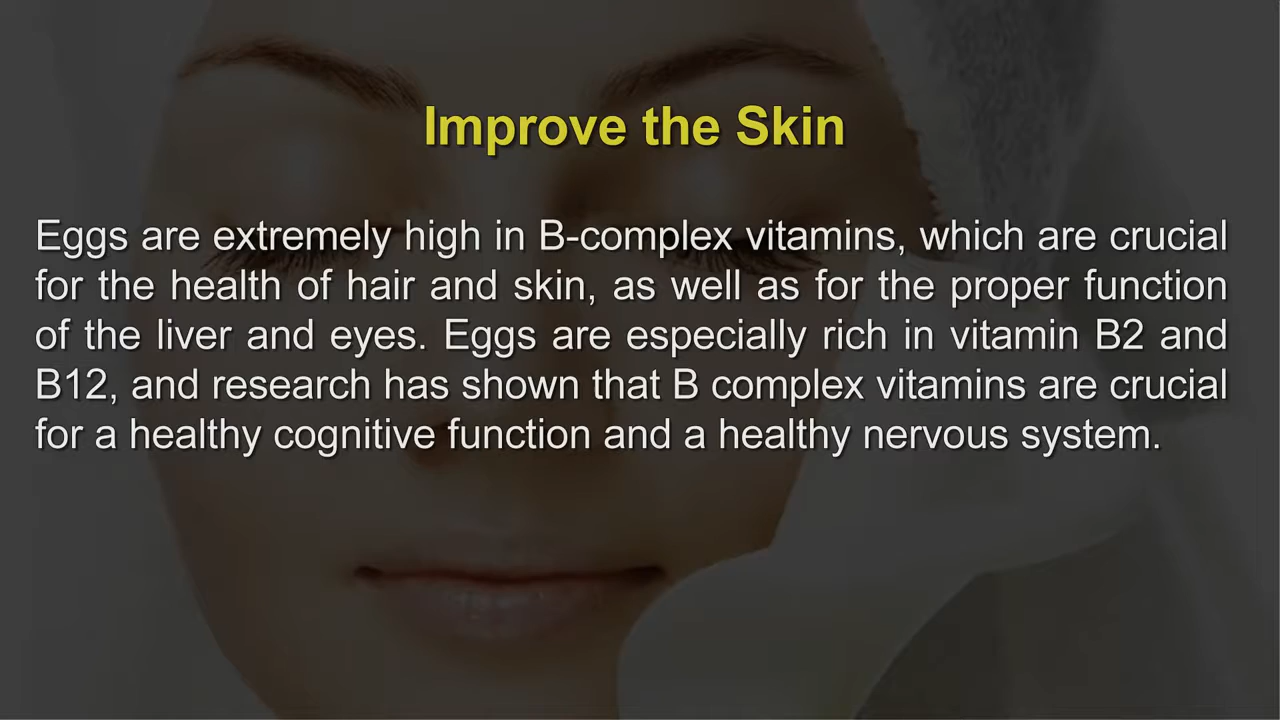 Improve the Skin
Eggs are extremely high in B-complex vitamins, which are crucial
for the health of hair and skin, as well as for the proper function
of the liver and eyes. Eggs are especially rich in vitamin B2 and
B12, and research has shown that B complex vitamins are crucial
for a healthy cognitive function and a healthy nervous system.